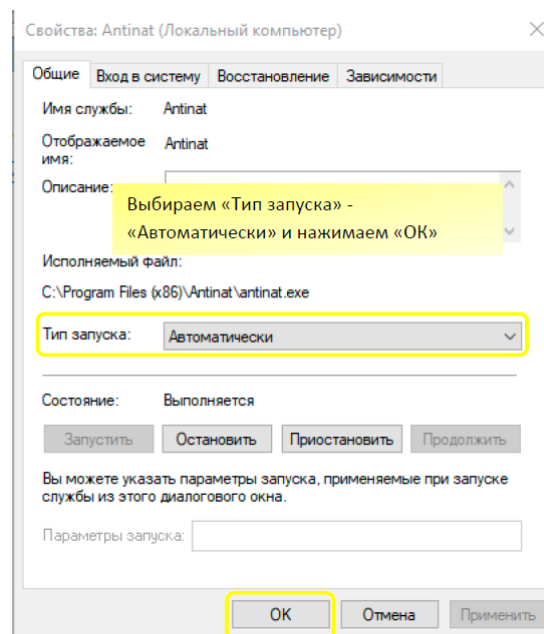 Свойства: Antinat (Локальный компьютер)
Общие Вход в систему Восстановление Зависимости
Имя службы: Antinat
Отображаемое имя: Antinat
Описание:
Выбираем «Тип запуска» -
«Автоматически» и нажимаем «ОК»
Исполняемый файл:
C:\Program Files (x86)\Antinat\antinat.exe
Тип запуска: Автоматически
Состояние: Выполняется
Запустить Остановить Приостановить Продолжить
Вы можете указать параметры запуска, применяемые при запуске
службы из этого диалогового окна.
Параметры запуска:
ОК Отмена Применить